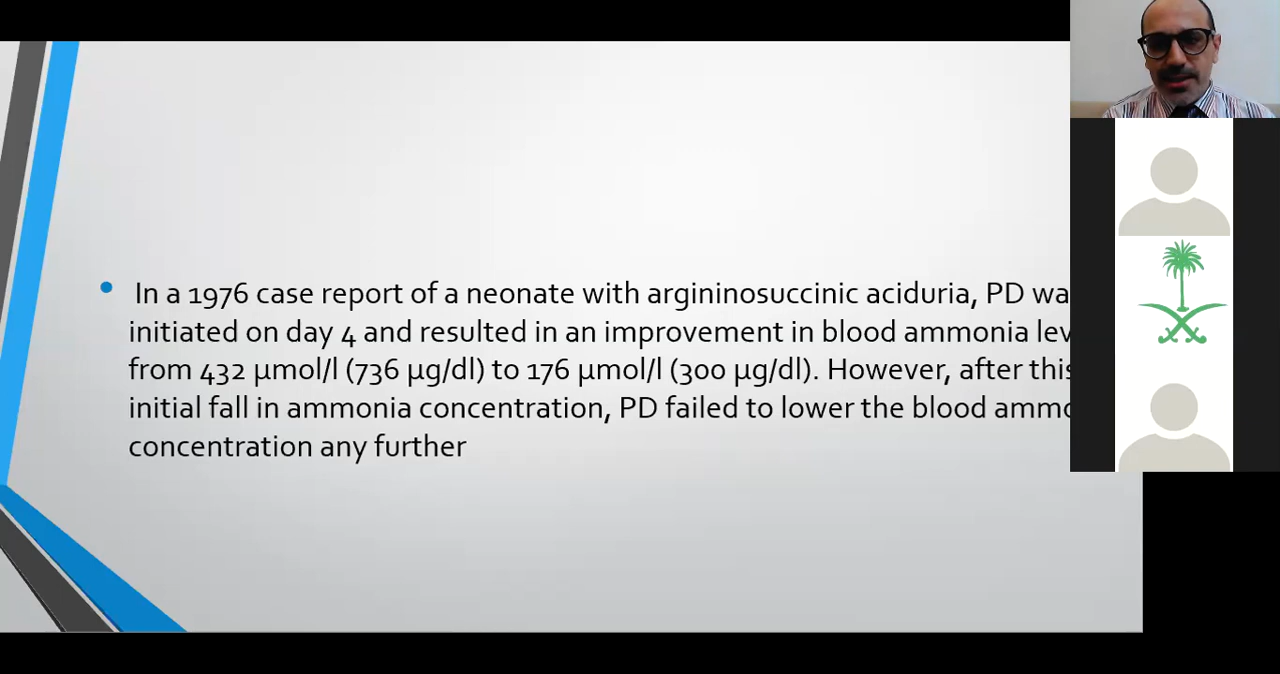 In a 1976 case report of a neonate with argininosuccinic aciduria, PD wa
initiated on day 4 and resulted in an improvement in blood ammonia lev
from 432 µmol/l (736 µg/dl) to 176 µmol/l (300 µg/dl). However, after this
initial fall in ammonia concentration, PD failed to lower the blood ammo
concentration any further